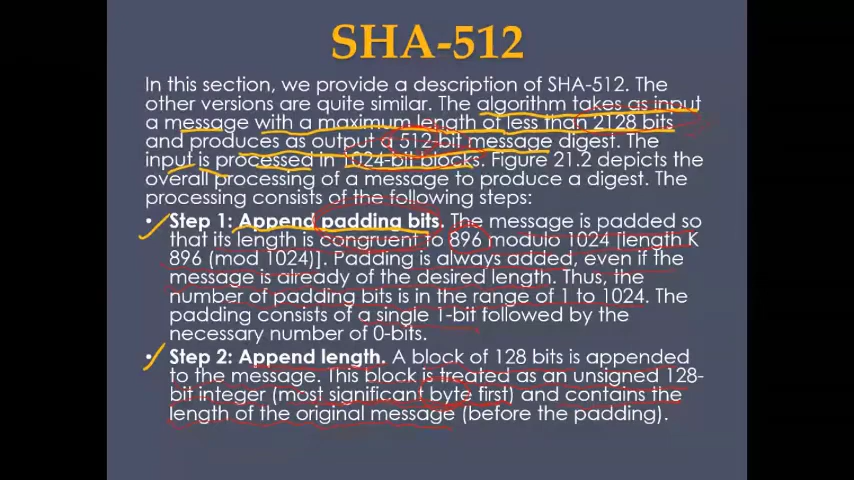 SHA-512
In this section, we provide a description of SHA-512. The
other versions are quite similar. The algorithm takes as input
a message with a maximum length of less than 2128 bits
and produces as output a 512-bit message digest. The
input is processed in 1024-bit blocks. Figure 21.2 depicts the
overall processing of a message to produce a digest. The
processing consists of the following steps:
• Step 1: Append padding bits. The message is padded so
that its length is congruent to 896 modulo 1024 [length K
896 (mod 1024)]. Padding is always added, even if the
message is already of the desired length. Thus, the
number of padding bits is in the range of 1 to 1024. The
padding consists of a single 1-bit followed by the
necessary number of 0-bits.
• Step 2: Append length. A block of 128 bits is appended
to the message. This block is treated as an unsigned 128-
bit integer (most significant byte first) and contains the
length of the original message (before the padding).